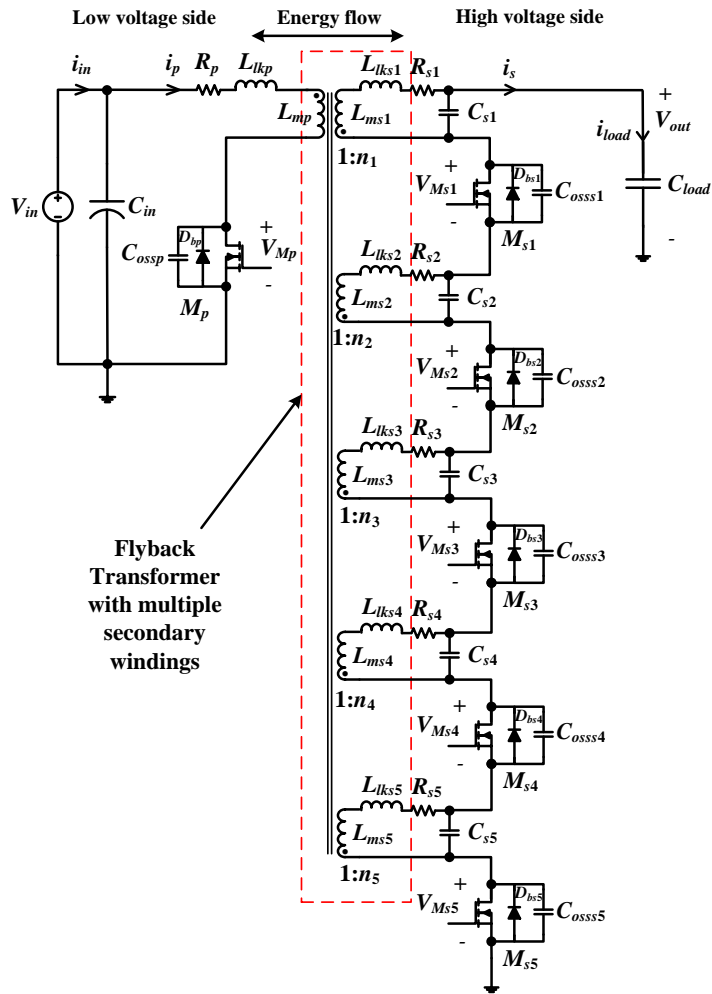 Low voltage side
Energy flow
High voltage side
i_in
i_p
R_p
L_lkp
L_lks1
R_s1
i_s
+
L_mp
L_ms1
C_s1
V_out
i_load
1:n_1
+
V_Ms1
-
D_bs1
C_osss1
C_load
-
M_s1
V_in
C_in
C_ossp
D_bp
+
V_Mp
-
M_p
L_lks2
R_s2
L_ms2
C_s2
1:n_2
+
V_Ms2
-
D_bs2
C_osss2
M_s2
L_lks3
R_s3
L_ms3
C_s3
1:n_3
+
V_Ms3
-
D_bs3
C_osss3
M_s3
Flyback
Transformer
with multiple
secondary
windings
L_lks4
R_s4
L_ms4
C_s4
1:n_4
+
V_Ms4
-
D_bs4
C_osss4
M_s4
L_lks5
R_s5
L_ms5
C_s5
1:n_5
+
V_Ms5
-
D_bs5
C_osss5
M_s5